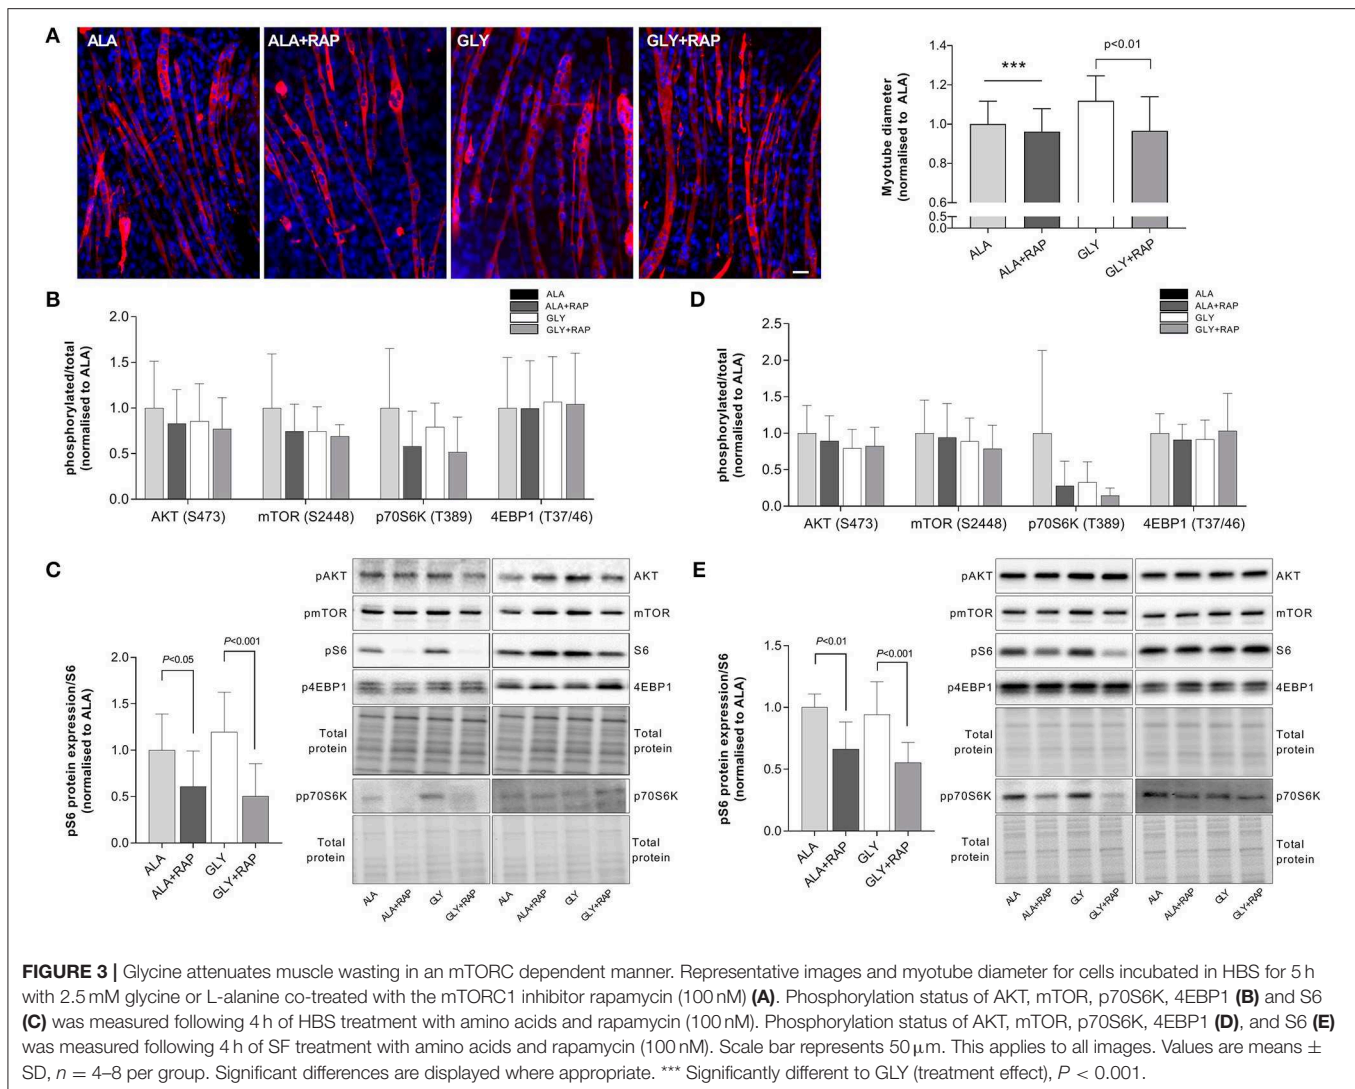 A
ALA
ALA+RAP
GLY
GLY+RAP
Myotube diameter
(normalised to ALA)
1.4
1.2
1.0
0.8
0.6
0.5
0.0
***
p<0.01
ALA
ALA+RAP
GLY
GLY+RAP
B
ALA
ALA+RAP
GLY
GLY+RAP
phosphorylated/total
(normalised to ALA)
2.0
1.5
1.0
0.5
0.0
AKT (S473)
mTOR (S2448)
p70S6K (T389)
4EBP1 (T37/46)
D
ALA
ALA+RAP
GLY
GLY+RAP
phosphorylated/total
(normalised to ALA)
2.5
2.0
1.5
1.0
0.5
0.0
AKT (S473)
mTOR (S2448)
p70S6K (T389)
4EBP1 (T37/46)
C
pS6 protein expression/S6
(normalised to ALA)
2.0
1.5
1.0
0.5
0.0
P<0.05
P<0.001
ALA
ALA+RAP
GLY
GLY+RAP
pAKT
AKT
pmTOR
mTOR
pS6
S6
p4EBP1
4EBP1
Total
protein
Total
protein
pp70S6K
p70S6K
Total
protein
Total
protein
ALA
ALA+RAP
GLY
GLY+RAP
ALA
ALA+RAP
GLY
GLY+RAP
E
pS6 protein expression/S6
(normalised to ALA)
1.5
1.0
0.5
0.0
P<0.01
P<0.001
ALA
ALA+RAP
GLY
GLY+RAP
pAKT
AKT
pmTOR
mTOR
pS6
S6
p4EBP1
4EBP1
Total
protein
Total
protein
pp70S6K
p70S6K
Total
protein
Total
protein
ALA
ALA+RAP
GLY
GLY+RAP
ALA
ALA+RAP
GLY
GLY+RAP
FIGURE 3 | Glycine attenuates muscle wasting in an mTORC dependent manner. Representative images and myotube diameter for cells incubated in HBS for 5 h
with 2.5 mM glycine or L-alanine co-treated with the mTORC1 inhibitor rapamycin (100 nM) (A). Phosphorylation status of AKT, mTOR, p70S6K, 4EBP1 (B) and S6
(C) was measured following 4 h of HBS treatment with amino acids and rapamycin (100 nM). Phosphorylation status of AKT, mTOR, p70S6K, 4EBP1 (D), and S6 (E)
was measured following 4 h of SF treatment with amino acids and rapamycin (100 nM). Scale bar represents 50 μm. This applies to all images. Values are means ±
SD, n = 4–8 per group. Significant differences are displayed where appropriate. *** Significantly different to GLY (treatment effect), P < 0.001.